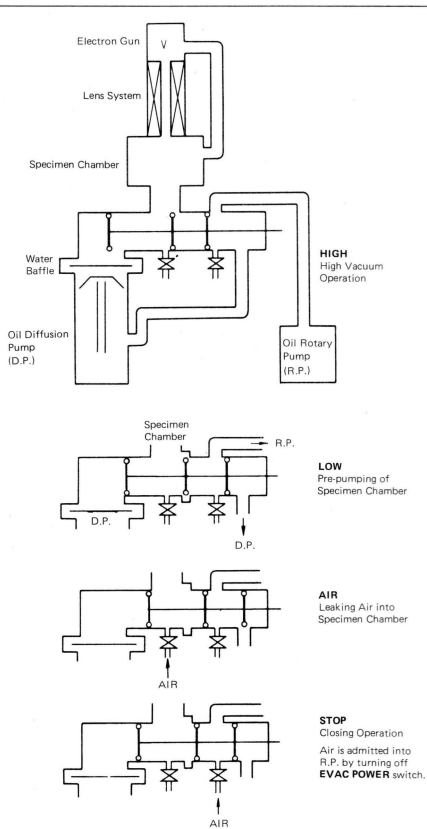 Electron Gun
Lens System
Specimen Chamber
HIGH
High Vacuum
Operation
Water
Baffle
Oil Diffusion
Pump
(D.P.)
Oil Rotary
Pump
(R.P.)
Specimen
Chamber
R.P.
LOW
Pre-pumping of
Specimen Chamber
D.P.
D.P.
AIR
Leaking Air into
Specimen Chamber
AIR
STOP
Closing Operation
Air is admitted into
R.P. by turning off
EVAC POWER switch.
AIR